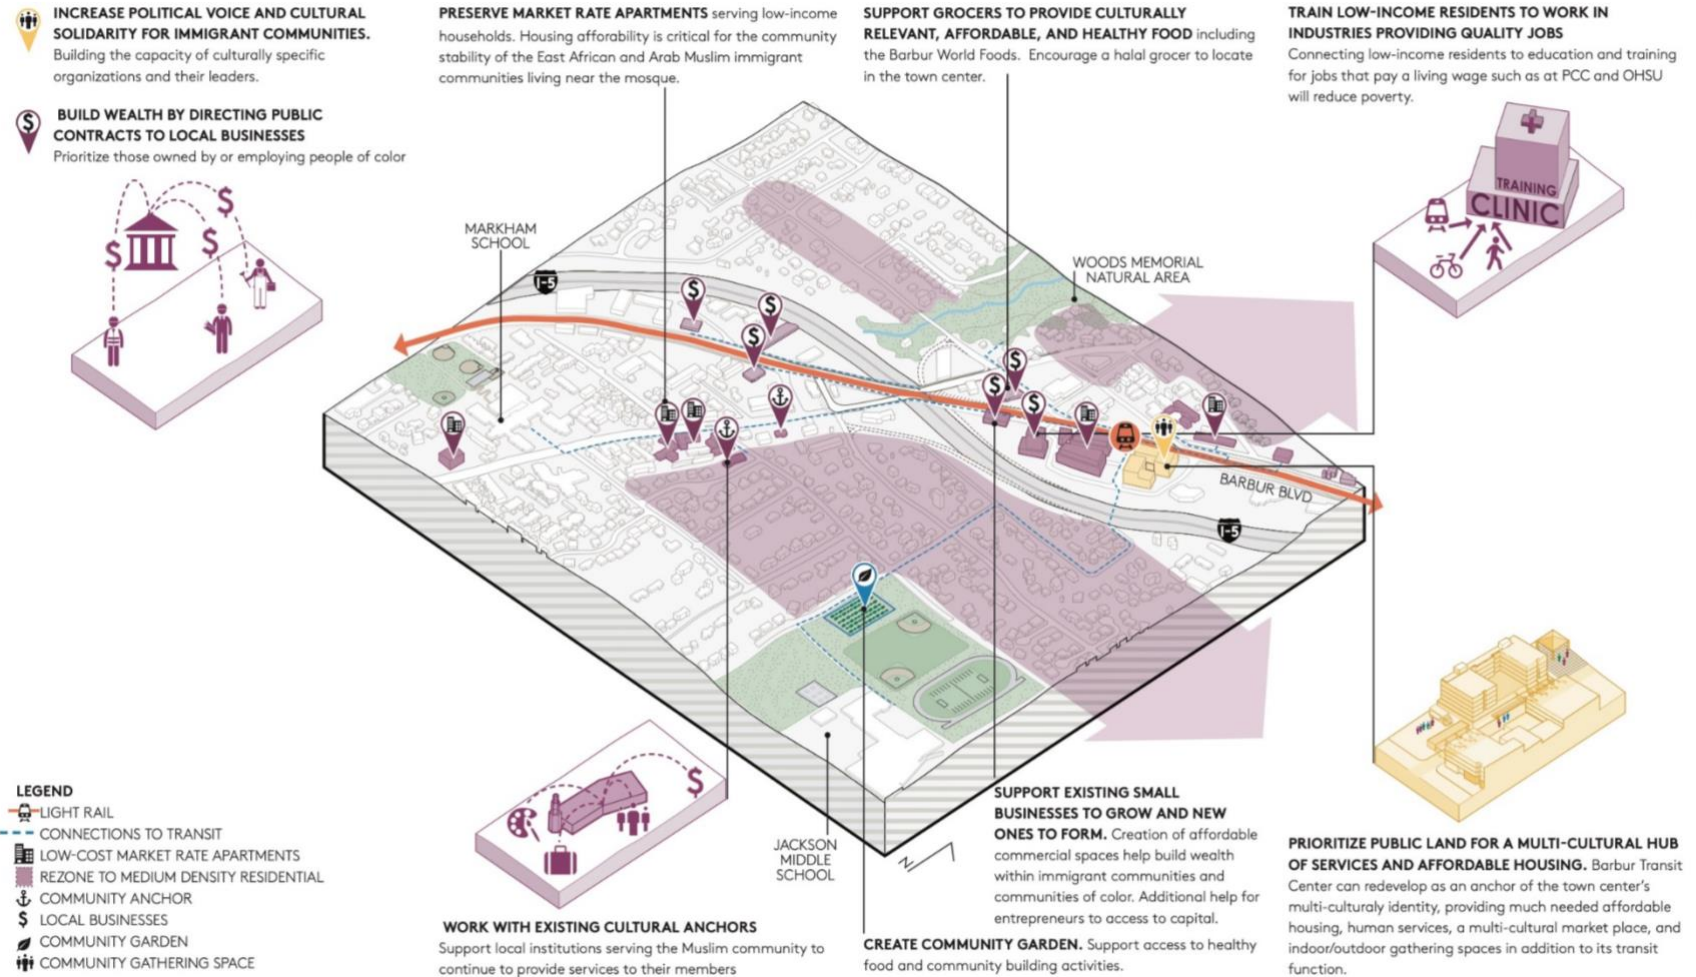 INCREASE POLITICAL VOICE AND CULTURAL
SOLIDARITY FOR IMMIGRANT COMMUNITIES.
Building the capacity of culturally specific
organizations and their leaders.
$ BUILD WEALTH BY DIRECTING PUBLIC
CONTRACTS TO LOCAL BUSINESSES
Prioritize those owned by or employing people of color
$
$
$
PRESERVE MARKET RATE APARTMENTS serving low-income
households. Housing afforability is critical for the community
stability of the East African and Arab Muslim immigrant
communities living near the mosque.
SUPPORT GROCERS TO PROVIDE CULTURALLY
RELEVANT, AFFORDABLE, AND HEALTHY FOOD including
the Barbur World Foods. Encourage a halal grocer to locate
in the town center.
TRAIN LOW-INCOME RESIDENTS TO WORK IN
INDUSTRIES PROVIDING QUALITY JOBS
Connecting low-income residents to education and training
for jobs that pay a living wage such as at PCC and OHSU
will reduce poverty.
TRAINING
CLINIC
MARKHAM
SCHOOL
I-5
WOODS MEMORIAL
NATURAL AREA
$
$
$
$
$
$
BARBUR BLVD
I-5
JACKSON
MIDDLE
SCHOOL
N
LEGEND
LIGHT RAIL
CONNECTIONS TO TRANSIT
LOW-COST MARKET RATE APARTMENTS
REZONE TO MEDIUM DENSITY RESIDENTIAL
COMMUNITY ANCHOR
$ LOCAL BUSINESSES
COMMUNITY GARDEN
COMMUNITY GATHERING SPACE
$
WORK WITH EXISTING CULTURAL ANCHORS
Support local institutions serving the Muslim community to
continue to provide services to their members
CREATE COMMUNITY GARDEN. Support access to healthy
food and community building activities.
SUPPORT EXISTING SMALL
BUSINESSES TO GROW AND NEW
ONES TO FORM. Creation of affordable
commercial spaces help build wealth
within immigrant communities and
communities of color. Additional help for
entrepreneurs to access to capital.
PRIORITIZE PUBLIC LAND FOR A MULTI-CULTURAL HUB
OF SERVICES AND AFFORDABLE HOUSING. Barbur Transit
Center can redevelop as an anchor of the town center's
multi-culturaly identity, providing much needed affordable
housing, human services, a multi-cultural market place, and
indoor/outdoor gathering spaces in addition to its transit
function.